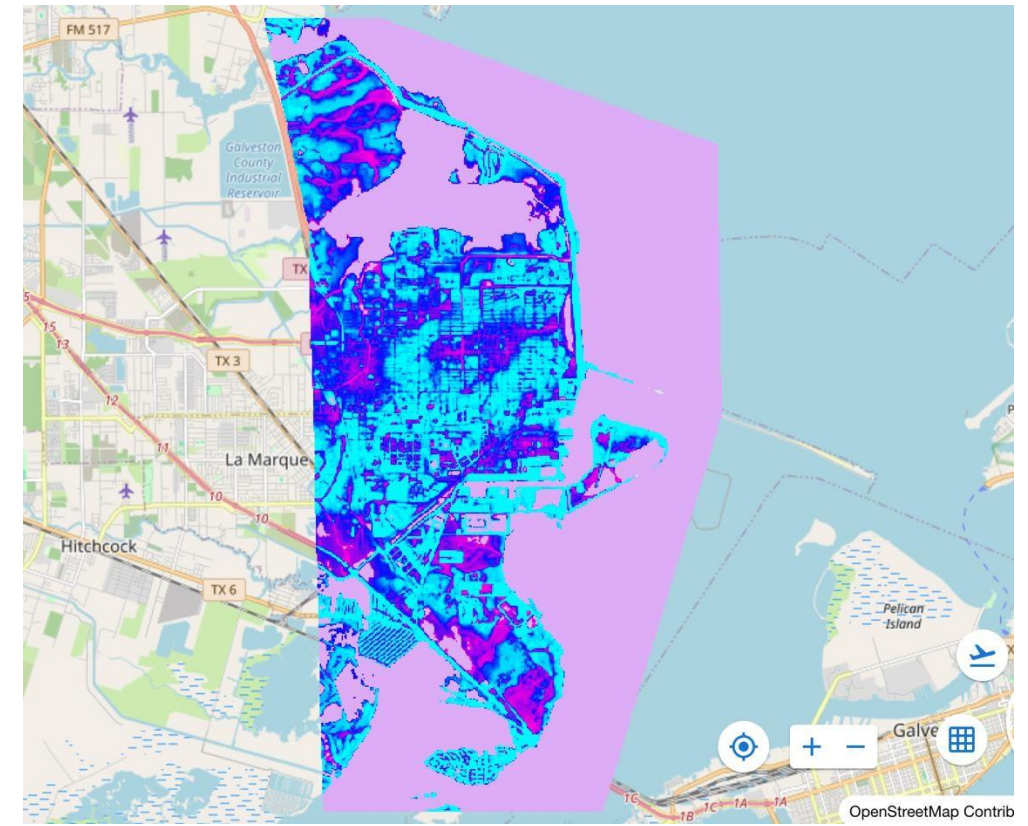 FM 517
Galveston
County
Industrial
Reservoir
TX
5
15
13
TX 3
12
11
La Marque
10
10
Hitchcock
TX 6
Pelican
Island
Galve
1C
1B
1C
1A
1A
OpenStreetMap Contrib